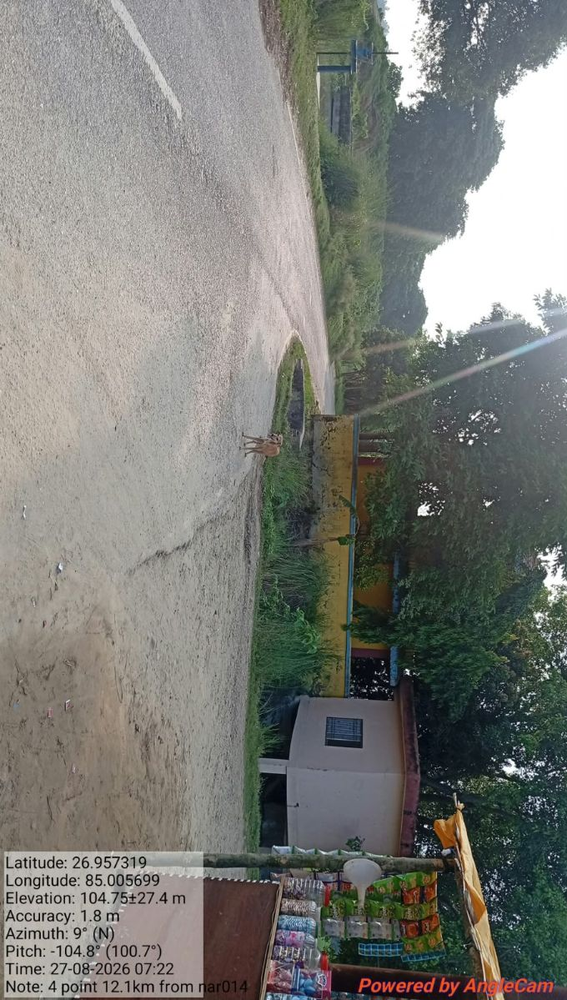 Latitude: 26.957319
Longitude: 85.005699
Elevation: 104.75±27.4 m
Accuracy: 1.8 m
Azimuth: 9° (N)
Pitch: -104.8° (100.7°)
Time: 27-08-2026 07:22
Note: 4 point 12.1km from nar014
Powered by AngleCam